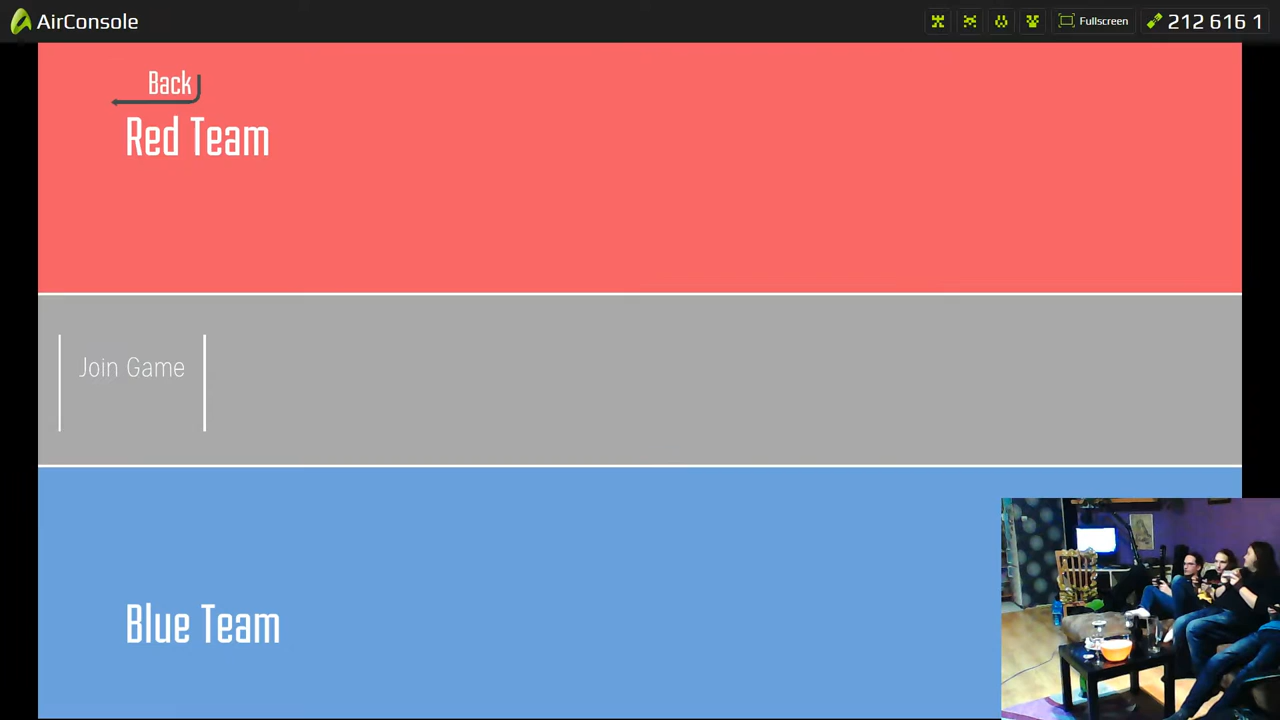 AirConsole
Fullscreen
212 616 1
Back
Red Team
Join Game
Blue Team